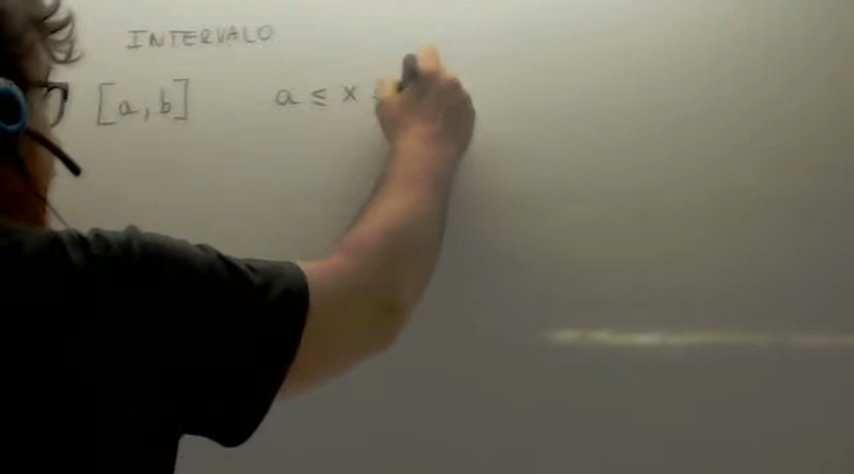 INTERVALO
[a, b] a ≤ x